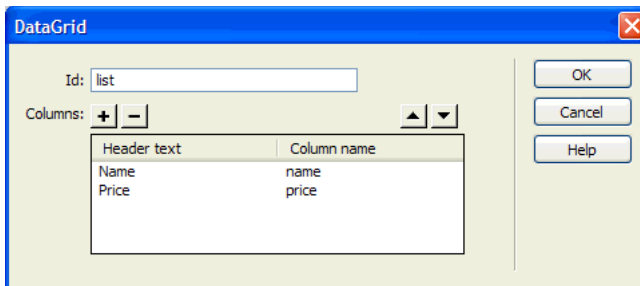 DataGrid
Id: list
OK
Columns: + −
Cancel
Header text Column name
Help
Name name
Price price